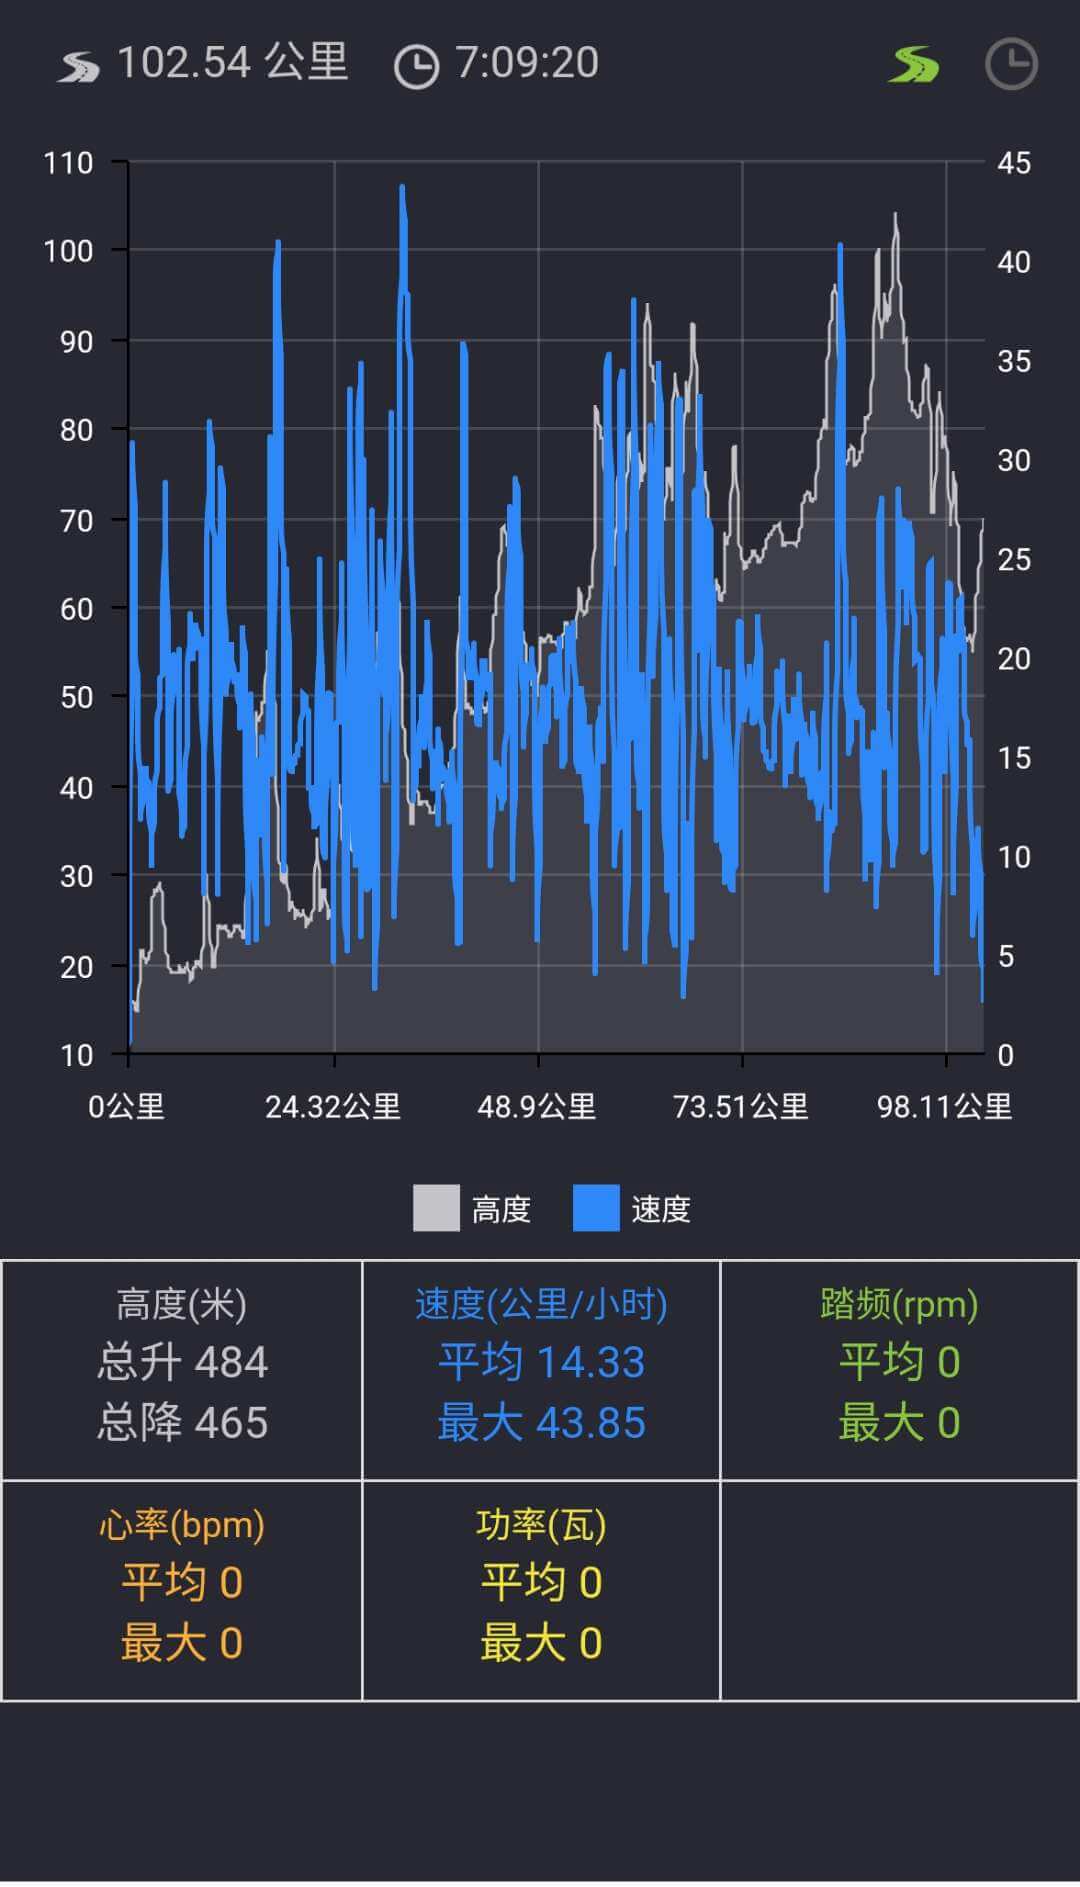 102.54 公里 7:09:20
110 45
100 40
90 35
80 30
70 25
60 20
50 15
40 10
30 5
20 0
10
0公里 24.32公里 48.9公里 73.51公里 98.11公里
高度 速度
高度(米) 速度(公里/小时) 踏频(rpm)
总升 484 平均 14.33 平均 0
总降 465 最大 43.85 最大 0
心率(bpm) 功率(瓦)
平均 0 平均 0
最大 0 最大 0